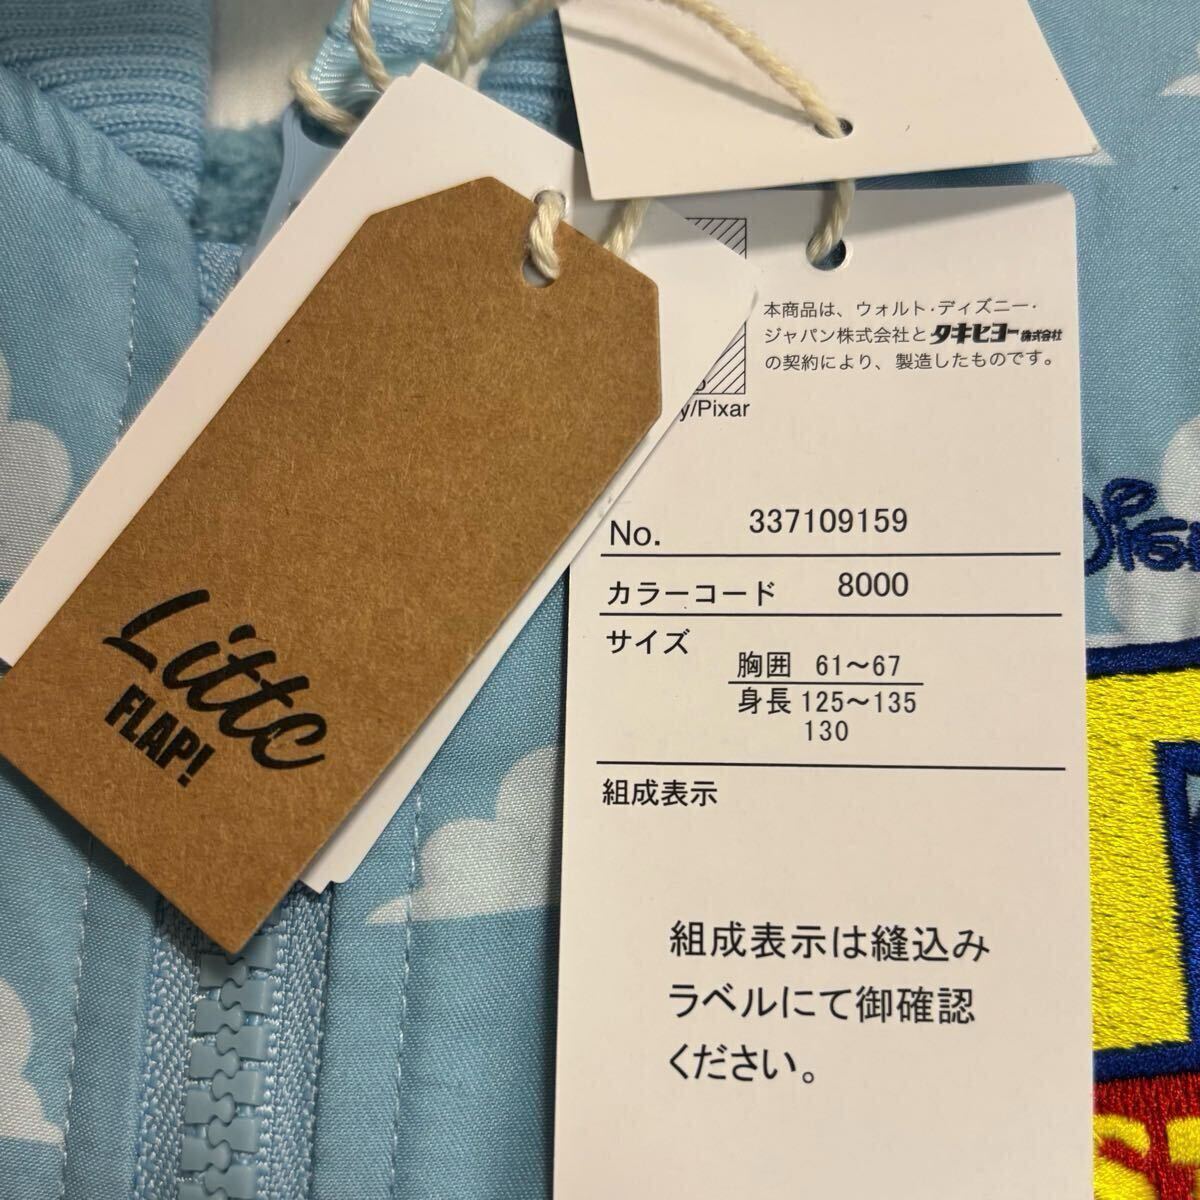 本商品は、ウォルト・ディズニー・
ジャパン株式会社とタキヒヨー株式会社
の契約により、製造したものです。
y/Pixar
No. 337109159
カラーコード 8000
サイズ
胸囲 61〜67
身長 125〜135
130
組成表示
組成表示は縫込み
ラベルにて御確認
ください。
Littc
FLAP!